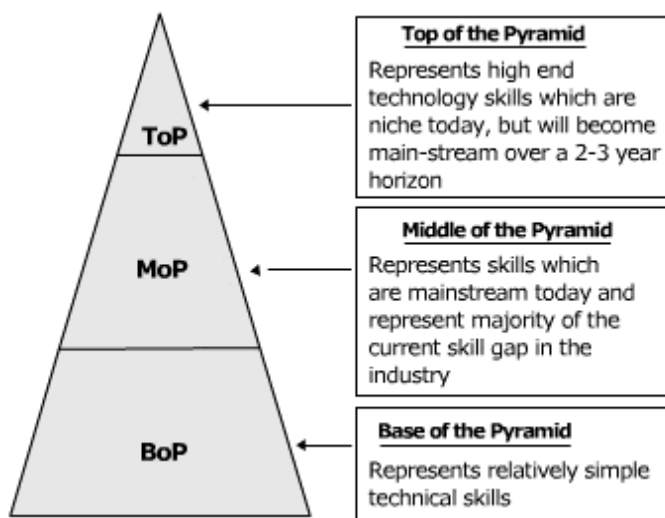 Top of the Pyramid
Represents high end
technology skills which are
niche today, but will become
main-stream over a 2-3 year
horizon
ToP
Middle of the Pyramid
Represents skills which
are mainstream today and
represent majority of the
current skill gap in the
industry
MoP
Base of the Pyramid
Represents relatively simple
technical skills
BoP